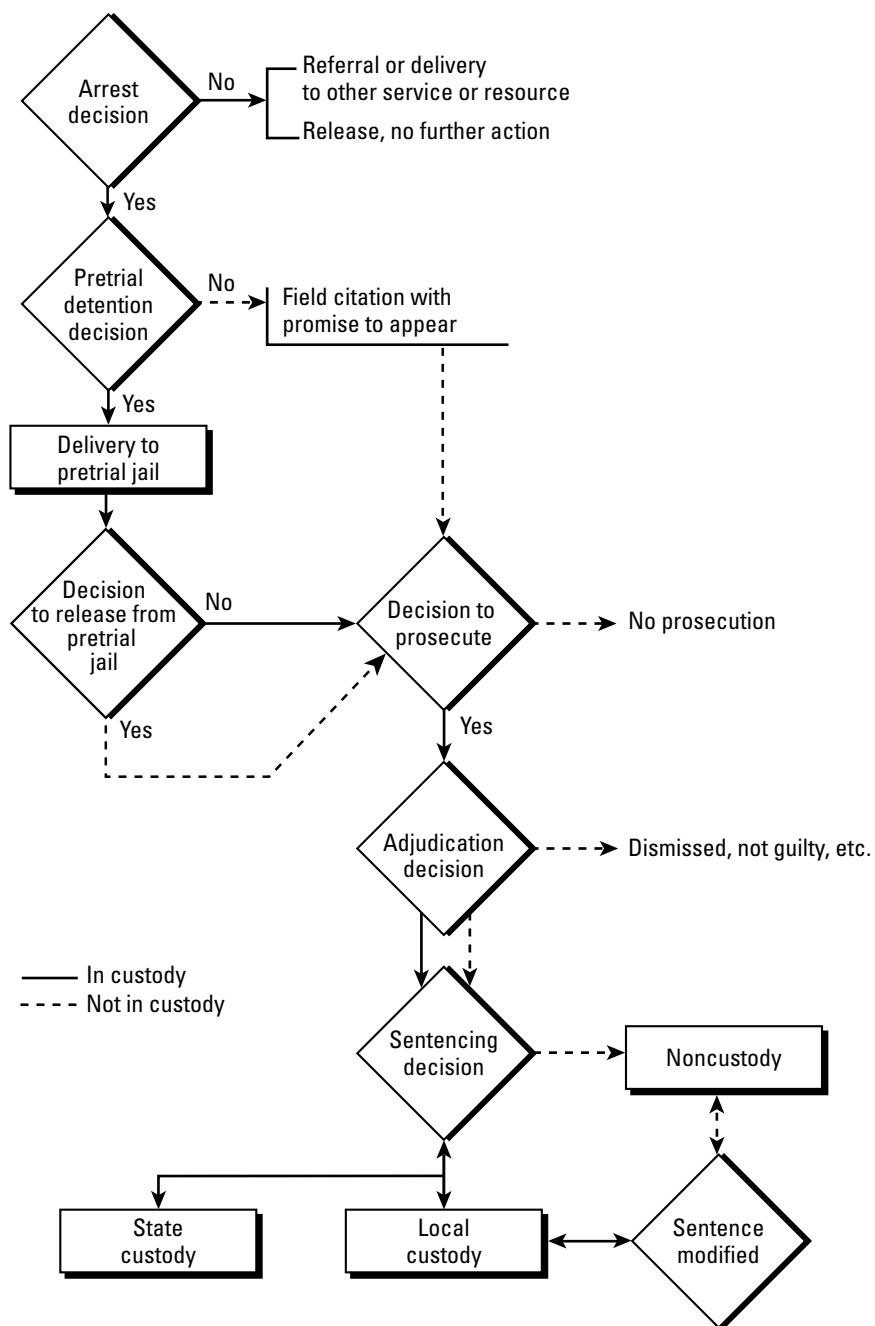 Arrest
decision
No
Referral or delivery
to other service or resource
Release, no further action
Yes
Pretrial
detention
decision
No
Field citation with
promise to appear
Yes
Delivery to
pretrial jail
Decision
to release from
pretrial
jail
No
Yes
Decision to
prosecute
No prosecution
Yes
Adjudication
decision
Dismissed, not guilty, etc.
In custody
Not in custody
Sentencing
decision
Noncustody
State
custody
Local
custody
Sentence
modified